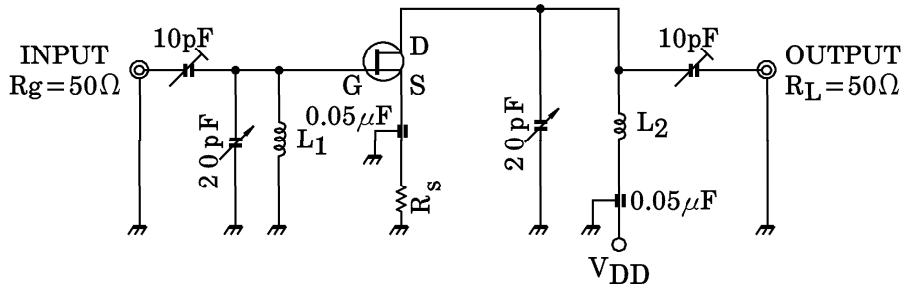 INPUT
Rg=50Ω
10pF
20pF
L1
G
D
S
0.05μF
Rs
20pF
L2
0.05μF
VDD
10pF
OUTPUT
RL=50Ω